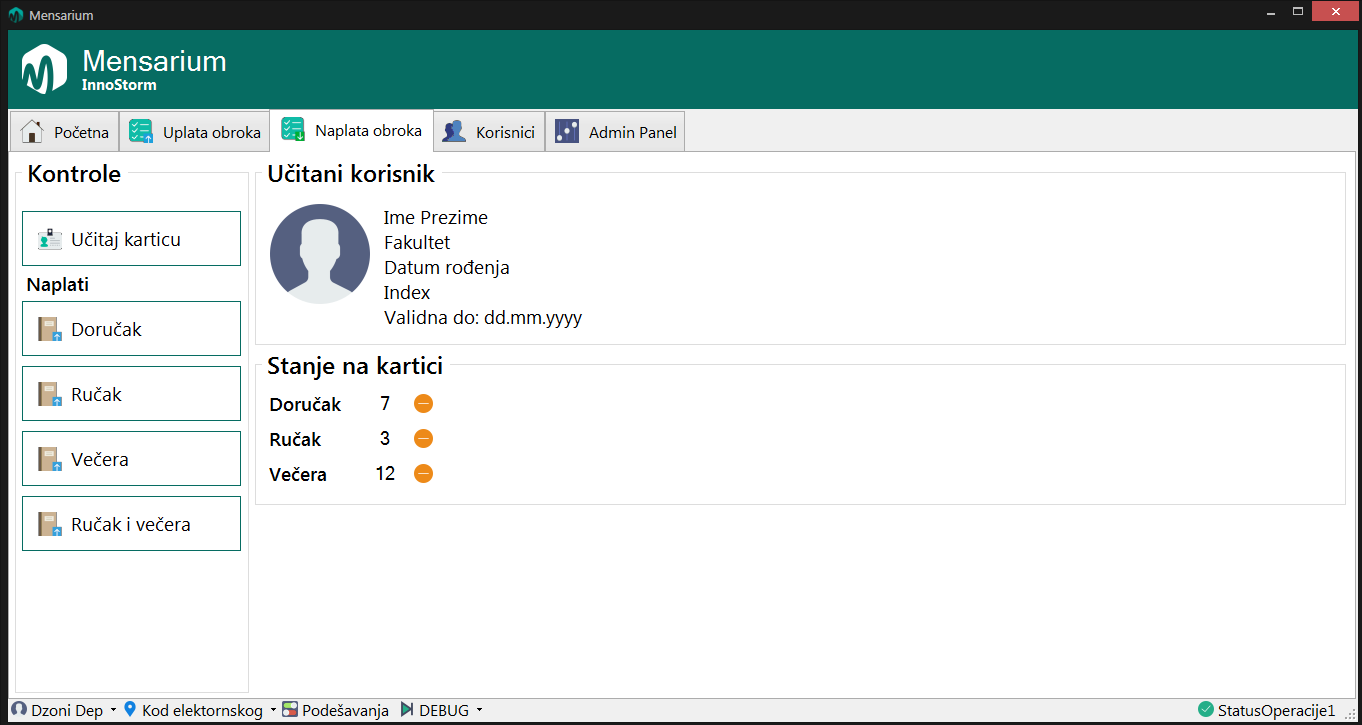 Mensarium
Mensarium
InnoStorm
Početna
Uplata obroka
Naplata obroka
Korisnici
Admin Panel
Kontrole
Učitaj karticu
Naplati
Doručak
Ručak
Večera
Ručak i večera
Učitani korisnik
Ime Prezime
Fakultet
Datum rođenja
Index
Validna do: dd.mm.yyyy
Stanje na kartici
Doručak 7
Ručak 3
Večera 12
Dzoni Dep
Kod elektornskog
Podešavanja
DEBUG
StatusOperacije1